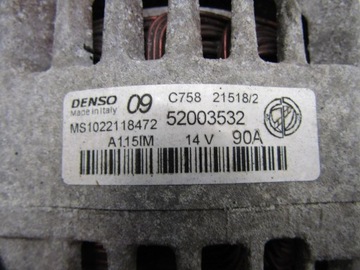 DENSO 09 C758 21518/2
Made in Italy
MS1022118472 52003532
A115IM 14 V 90A